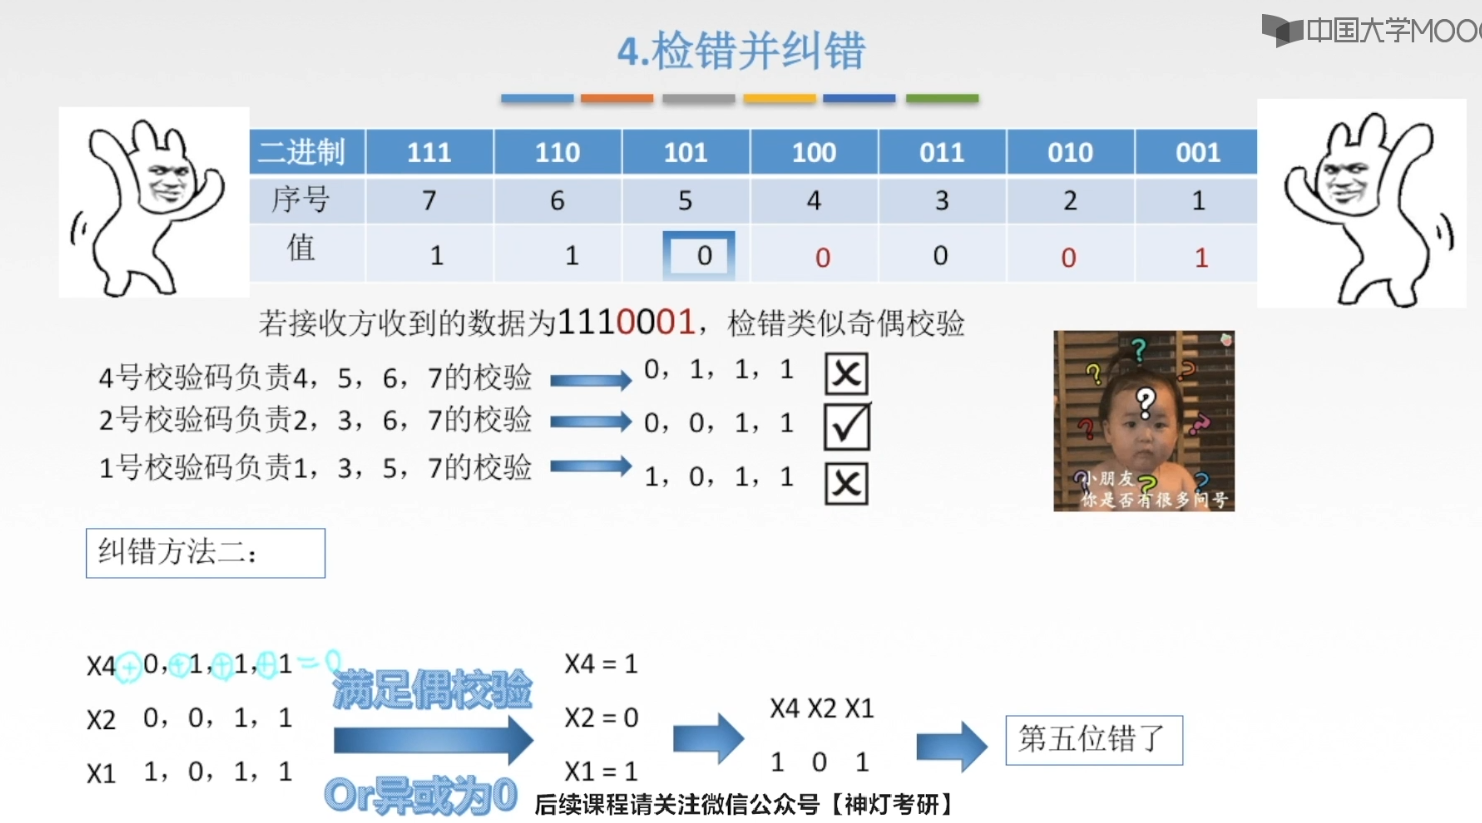 中国大学MOOC
4.检错并纠错
二进制 111 110 101 100 011 010 001
序号 7 6 5 4 3 2 1
值 1 1 0 0 0 0 1
若接收方收到的数据为1110001，检错类似奇偶校验
4号校验码负责4，5，6，7的校验 0，1，1，1
2号校验码负责2，3，6，7的校验 0，0，1，1
1号校验码负责1，3，5，7的校验 1，0，1，1
小朋友
你是否有很多问号
纠错方法二：
X4⊕0,⊕1,⊕1,⊕1=0
X2 0，0，1，1
X1 1，0，1，1
满足偶校验
Or异或为0
X4 = 1
X2 = 0
X1 = 1
X4 X2 X1
1 0 1
第五位错了
后续课程请关注微信公众号【神灯考研】